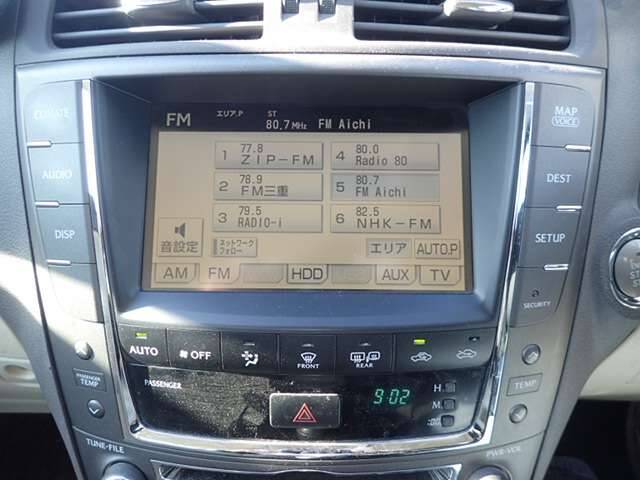 FM エリア.P ST 80.7MHz FM Aichi
1 77.8 ZIP-FM
4 80.0 Radio 80
2 78.9 FM三重
5 80.7 FM Aichi
3 79.5 RADIO-i
6 82.5 NHK-FM
音設定
ネットワークフォロー
エリア
AUTO.P
AM FM HDD AUX TV
CLIMATE
AUDIO
DISP
MAP
VOICE
DEST
SETUP
SECURITY
AUTO OFF FRONT REAR
PASSENGER
PASSENGER TEMP
9:02
H
M
:00
TEMP
TUNE•FILE
PWR•VOL